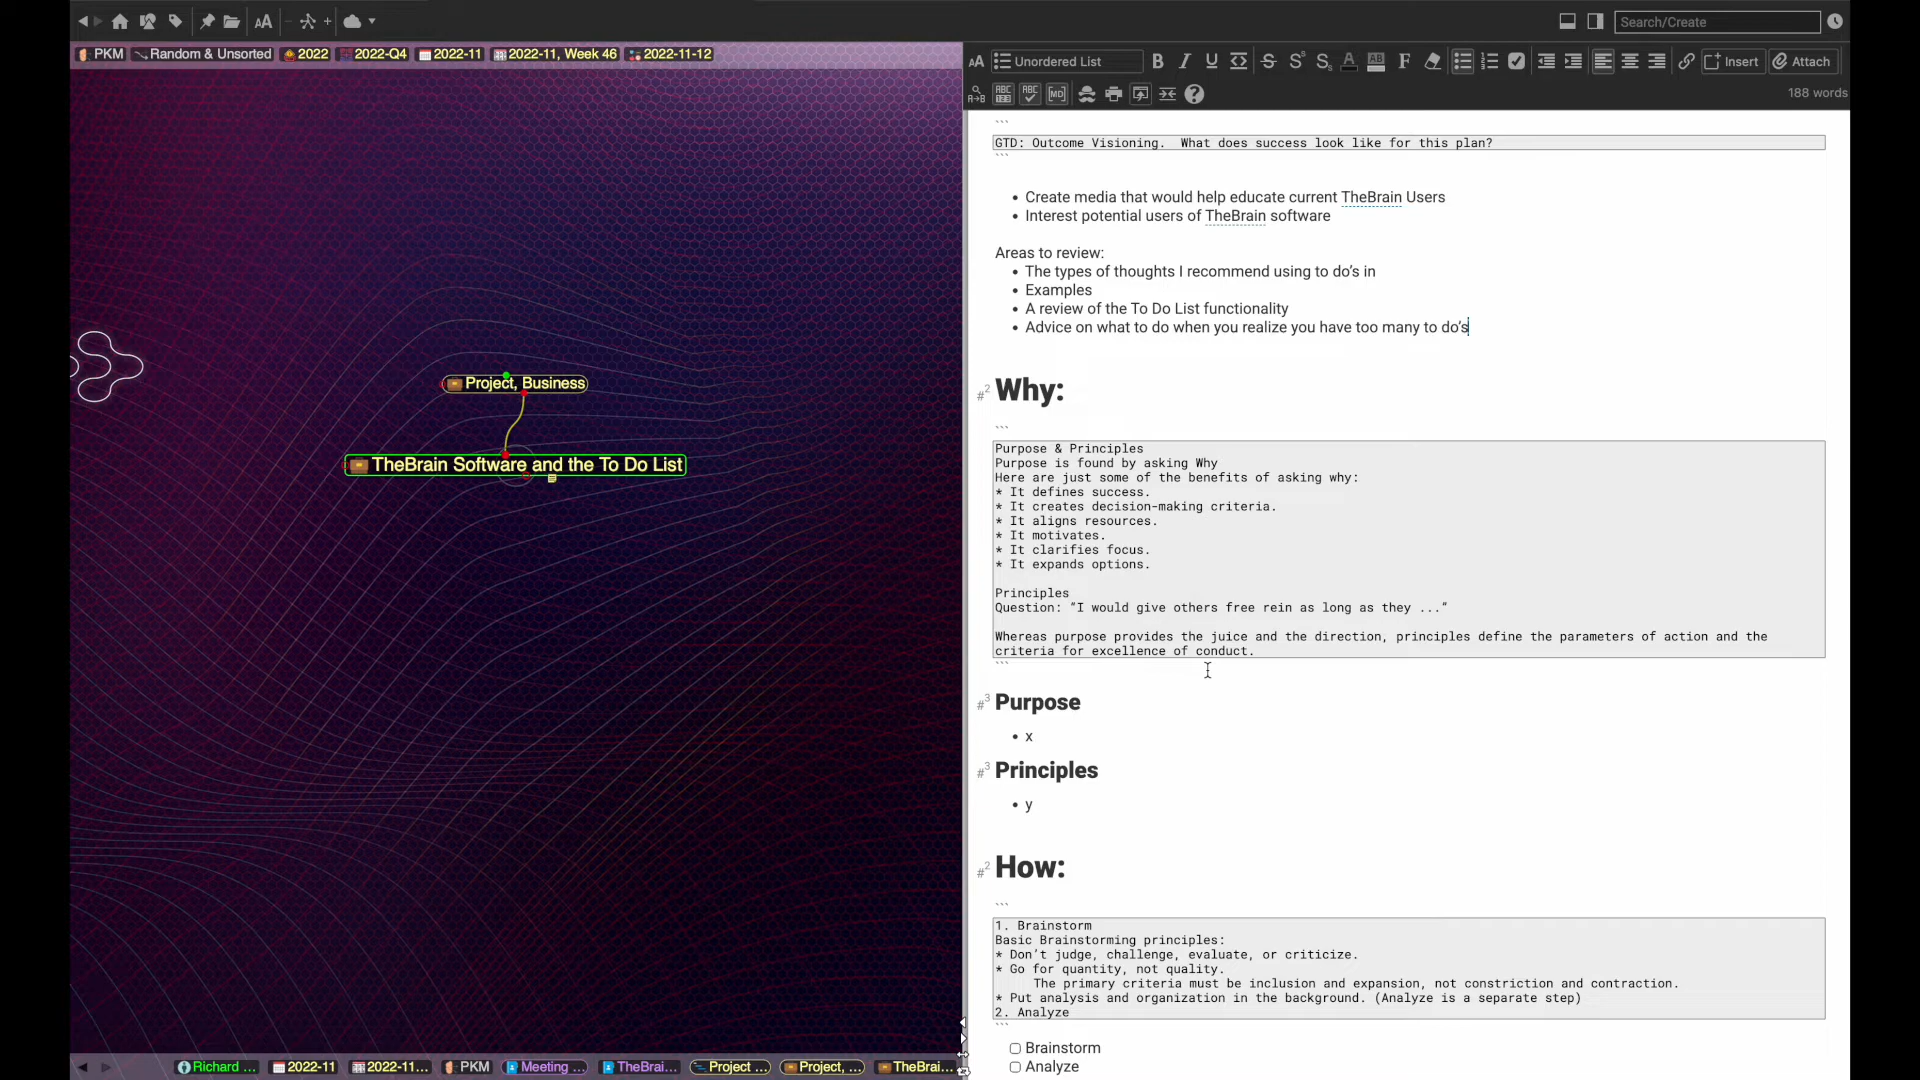 AA
Search/Create
PKM
Random & Unsorted
2022
2022-Q4
2022-11
2022-11, Week 46
2022-11-12
Project, Business
TheBrain Software and the To Do List
Richard ...
2022-11
2022-11...
PKM
Meeting ...
TheBrai...
Project ...
Project, ...
TheBrai...
AA
Unordered List
B I U S S S A AB F
Insert
Attach
188 words
```
GTD: Outcome Visioning.  What does success look like for this plan?
```
• Create media that would help educate current TheBrain Users
• Interest potential users of TheBrain software
Areas to review:
• The types of thoughts I recommend using to do's in
• Examples
• A review of the To Do List functionality
• Advice on what to do when you realize you have too many to do's
#2 Why:
```
Purpose & Principles
Purpose is found by asking Why
Here are just some of the benefits of asking why:
* It defines success.
* It creates decision-making criteria.
* It aligns resources.
* It motivates.
* It clarifies focus.
* It expands options.
Principles
Question: "I would give others free rein as long as they ..."
Whereas purpose provides the juice and the direction, principles define the parameters of action and the
criteria for excellence of conduct.
```
#3 Purpose
• x
#3 Principles
• y
#2 How:
```
1. Brainstorm
Basic Brainstorming principles:
* Don't judge, challenge, evaluate, or criticize.
* Go for quantity, not quality.
The primary criteria must be inclusion and expansion, not constriction and contraction.
* Put analysis and organization in the background. (Analyze is a separate step)
2. Analyze
```
Brainstorm
Analyze